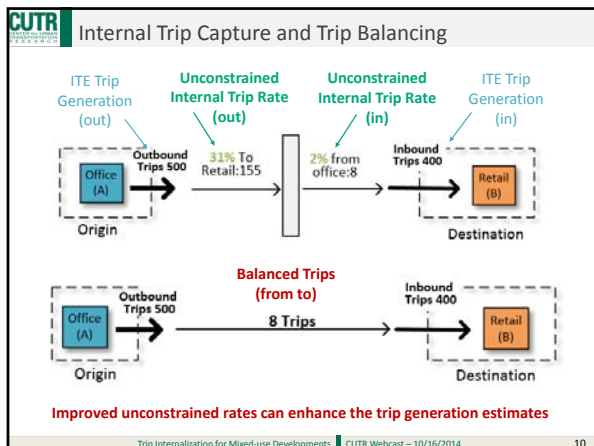 CUTR
CENTER for URBAN
TRANSPORTATION
RESEARCH
Internal Trip Capture and Trip Balancing
ITE Trip
Generation
(out)
Unconstrained
Internal Trip Rate
(out)
Unconstrained
Internal Trip Rate
(in)
ITE Trip
Generation
(in)
Office
(A)
Outbound
Trips 500
31% To
Retail:155
2% from
office:8
Inbound
Trips 400
Retail
(B)
Origin
Destination
Balanced Trips
(from to)
Office
(A)
Outbound
Trips 500
8 Trips
Inbound
Trips 400
Retail
(B)
Origin
Destination
Improved unconstrained rates can enhance the trip generation estimates
Trip Internalization for Mixed-use Developments CUTR Webcast – 10/16/2014 10